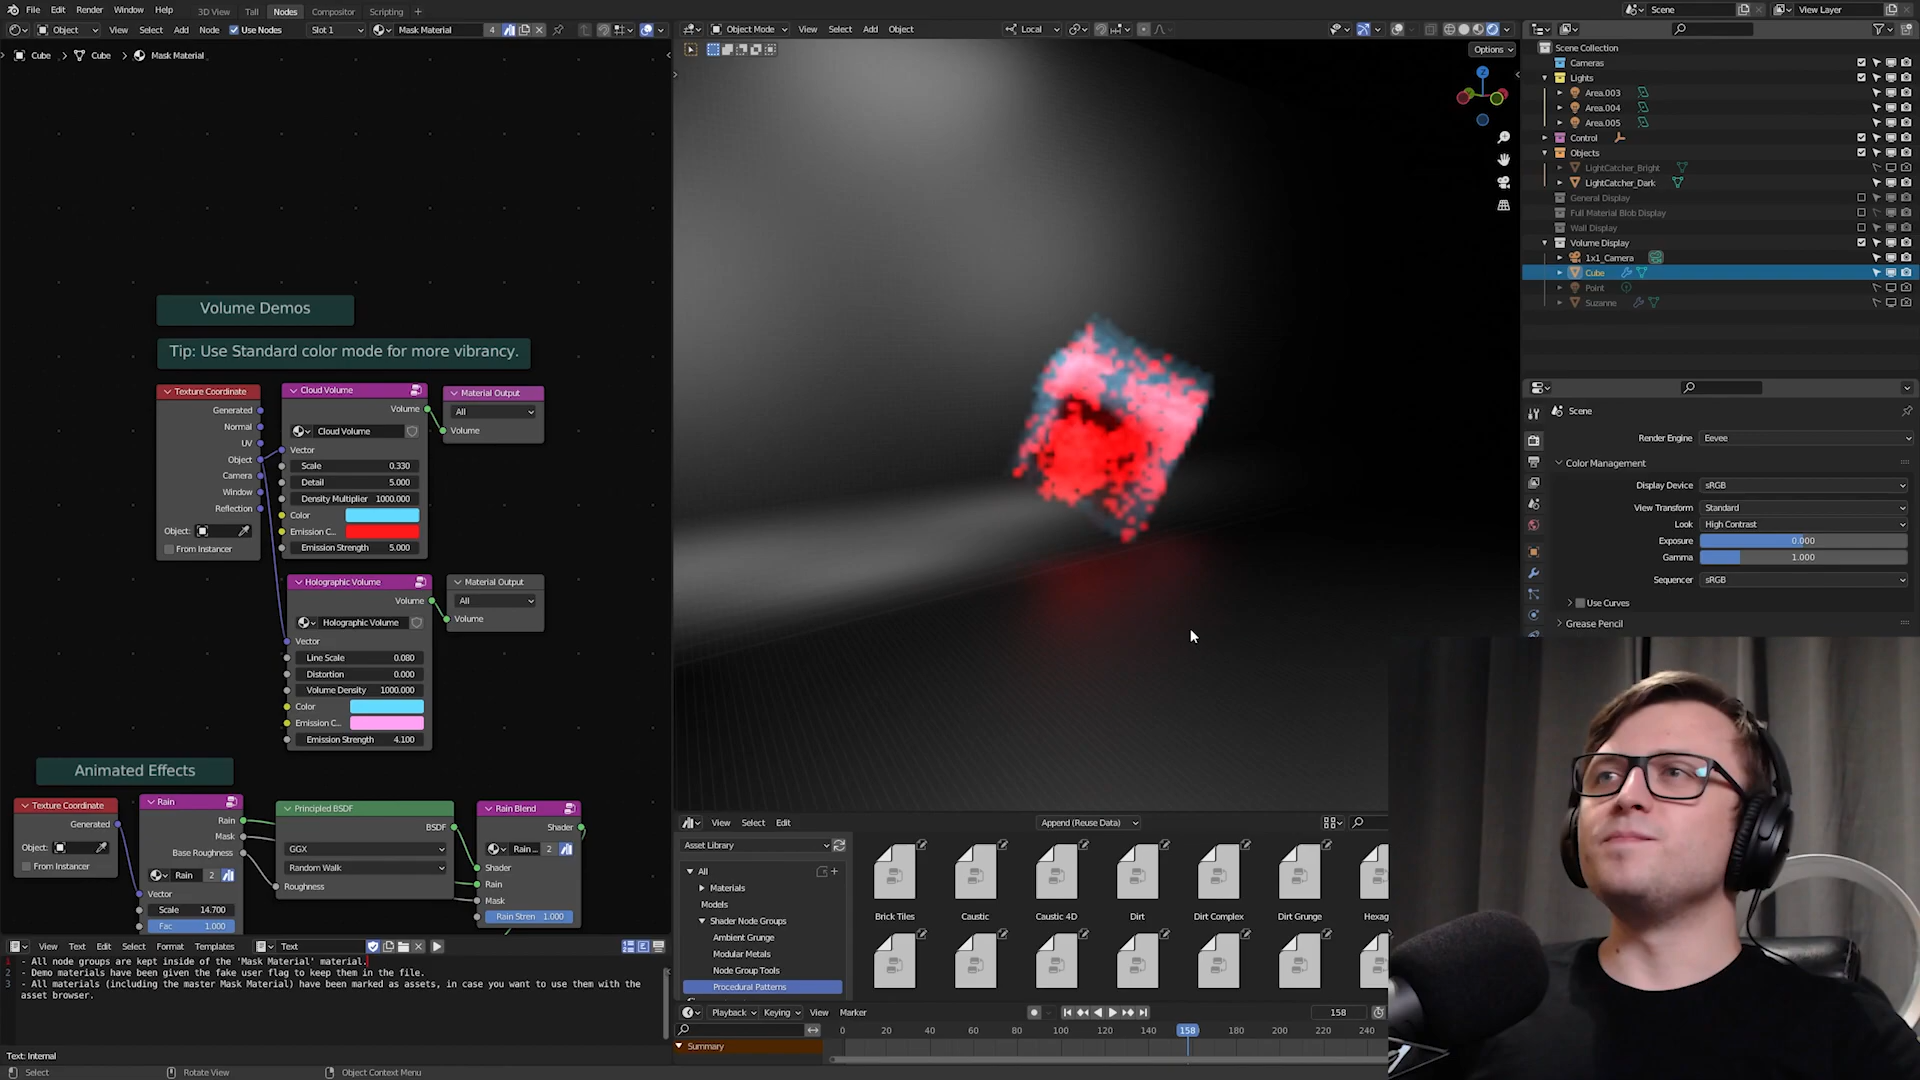 File Edit Render Window Help 3D View Tall Nodes Compositor Scripting Scene View Layer
Object View Select Add Node Use Nodes Slot 1 Mask Material 4
Object Mode View Select Add Object Local
Options
Cube Cube Mask Material
Scene Collection
Cameras
Lights
Area.003
Area.004
Area.005
Control
Objects
LightCatcher_Bright
LightCatcher_Dark
General Display
Full Material Blob Display
Wall Display
Volume Display
1x1_Camera
Cube
Point
Suzanne
Scene
Render Engine Eevee
Color Management
Display Device sRGB
View Transform Standard
Look High Contrast
Exposure 0.000
Gamma 1.000
Sequencer sRGB
Use Curves
Grease Pencil
Volume Demos
Tip: Use Standard color mode for more vibrancy.
Texture Coordinate
Generated
Normal
UV
Object
Camera
Window
Reflection
Object:
From Instancer
Cloud Volume
Volume
Cloud Volume
Vector
Scale 0.330
Detail 5.000
Density Multiplier 1000.000
Color
Emission C...
Emission Strength 5.000
Material Output
All
Volume
Holographic Volume
Volume
Holographic Volume
Vector
Line Scale 0.080
Distortion 0.000
Volume Density 1000.000
Color
Emission C...
Emission Strength 4.100
Material Output
All
Volume
Animated Effects
Texture Coordinate
Generated
Object:
From Instancer
Rain
Rain
Mask
Base Roughness
Rain 2
Vector
Scale 14.700
Fac 1.000
Principled BSDF
BSDF
GGX
Random Walk
Roughness
Rain Blend
Shader
Rain... 2
Shader
Rain
Mask
Rain Stren 1.000
View Select Edit Append (Reuse Data)
Asset Library
All
Materials
Models
Shader Node Groups
Ambient Grunge
Modular Metals
Node Group Tools
Procedural Patterns
Brick Tiles Caustic Caustic 4D Dirt Dirt Complex Dirt Grunge Hexag
View Text Edit Select Format Templates Text
1 - All node groups are kept inside of the 'Mask Material' material.
2 - Demo materials have been given the fake user flag to keep them in the file.
3 - All materials (including the master Mask Material) have been marked as assets, in case you want to use them with the
asset browser.
Playback Keying View Marker 158
0 20 40 60 80 100 120 140 158 180 200 220 240
Summary
Text: Internal
Select Rotate View Object Context Menu